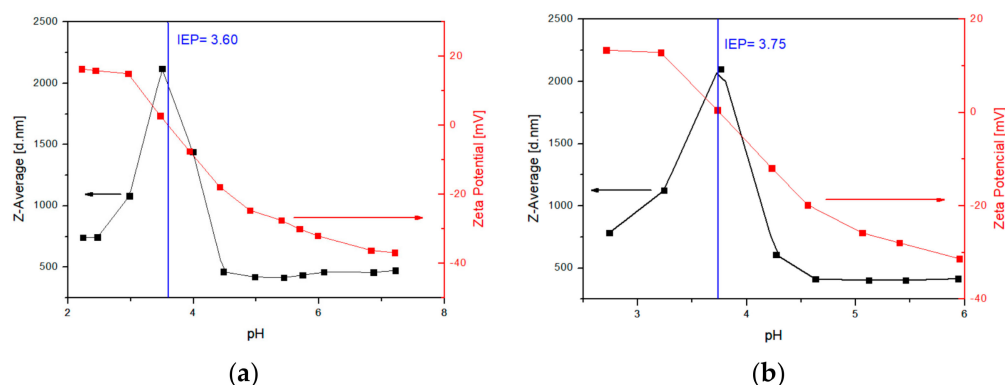 2500
2000
1500
1000
500
Z-Average [d.nm]
IEP= 3.60
20
0
-20
-40
Zeta Potential [mV]
2 4 6 8
pH
(a)
2500
2000
1500
1000
500
Z-Average [d.nm]
IEP= 3.75
20
0
-20
-40
Zeta Potencial [mV]
3 4 5 6
pH
(b)